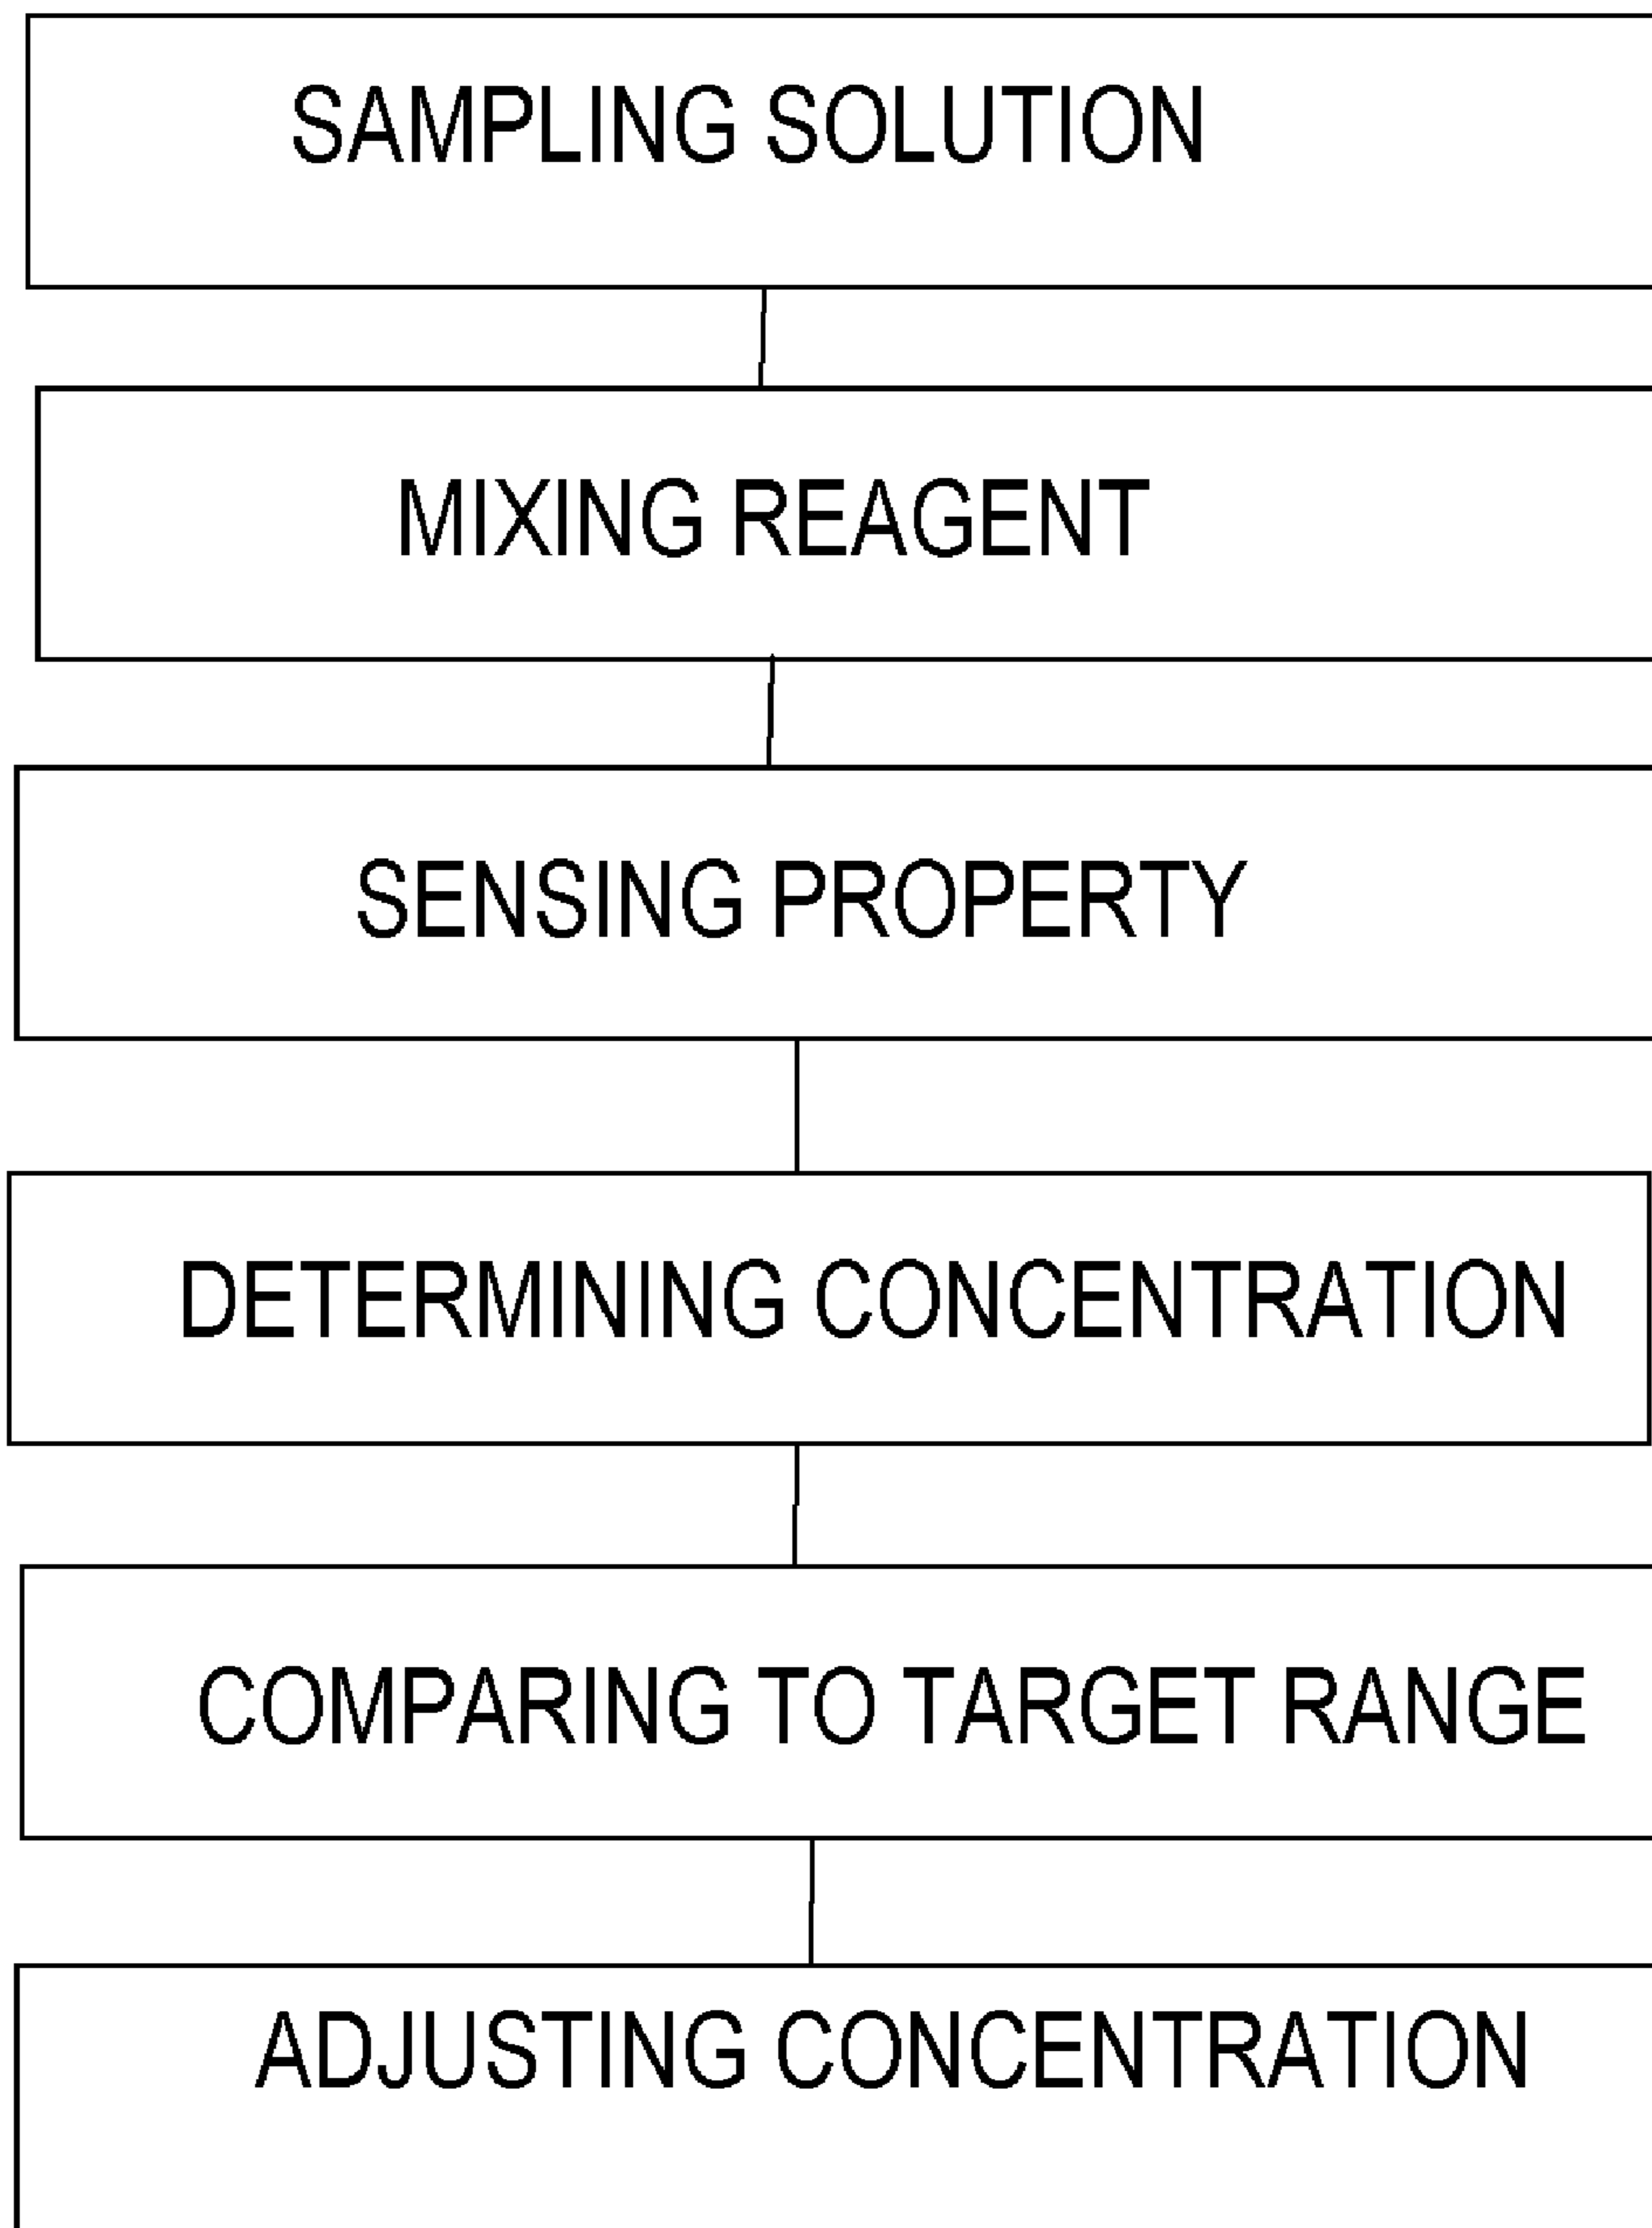 SAMPLING SOLUTION
MIXING REAGENT
SENSING PROPERTY
DETERMINING CONCENTRATION
COMPARING TO TARGET RANGE
ADJUSTING CONCENTRATION